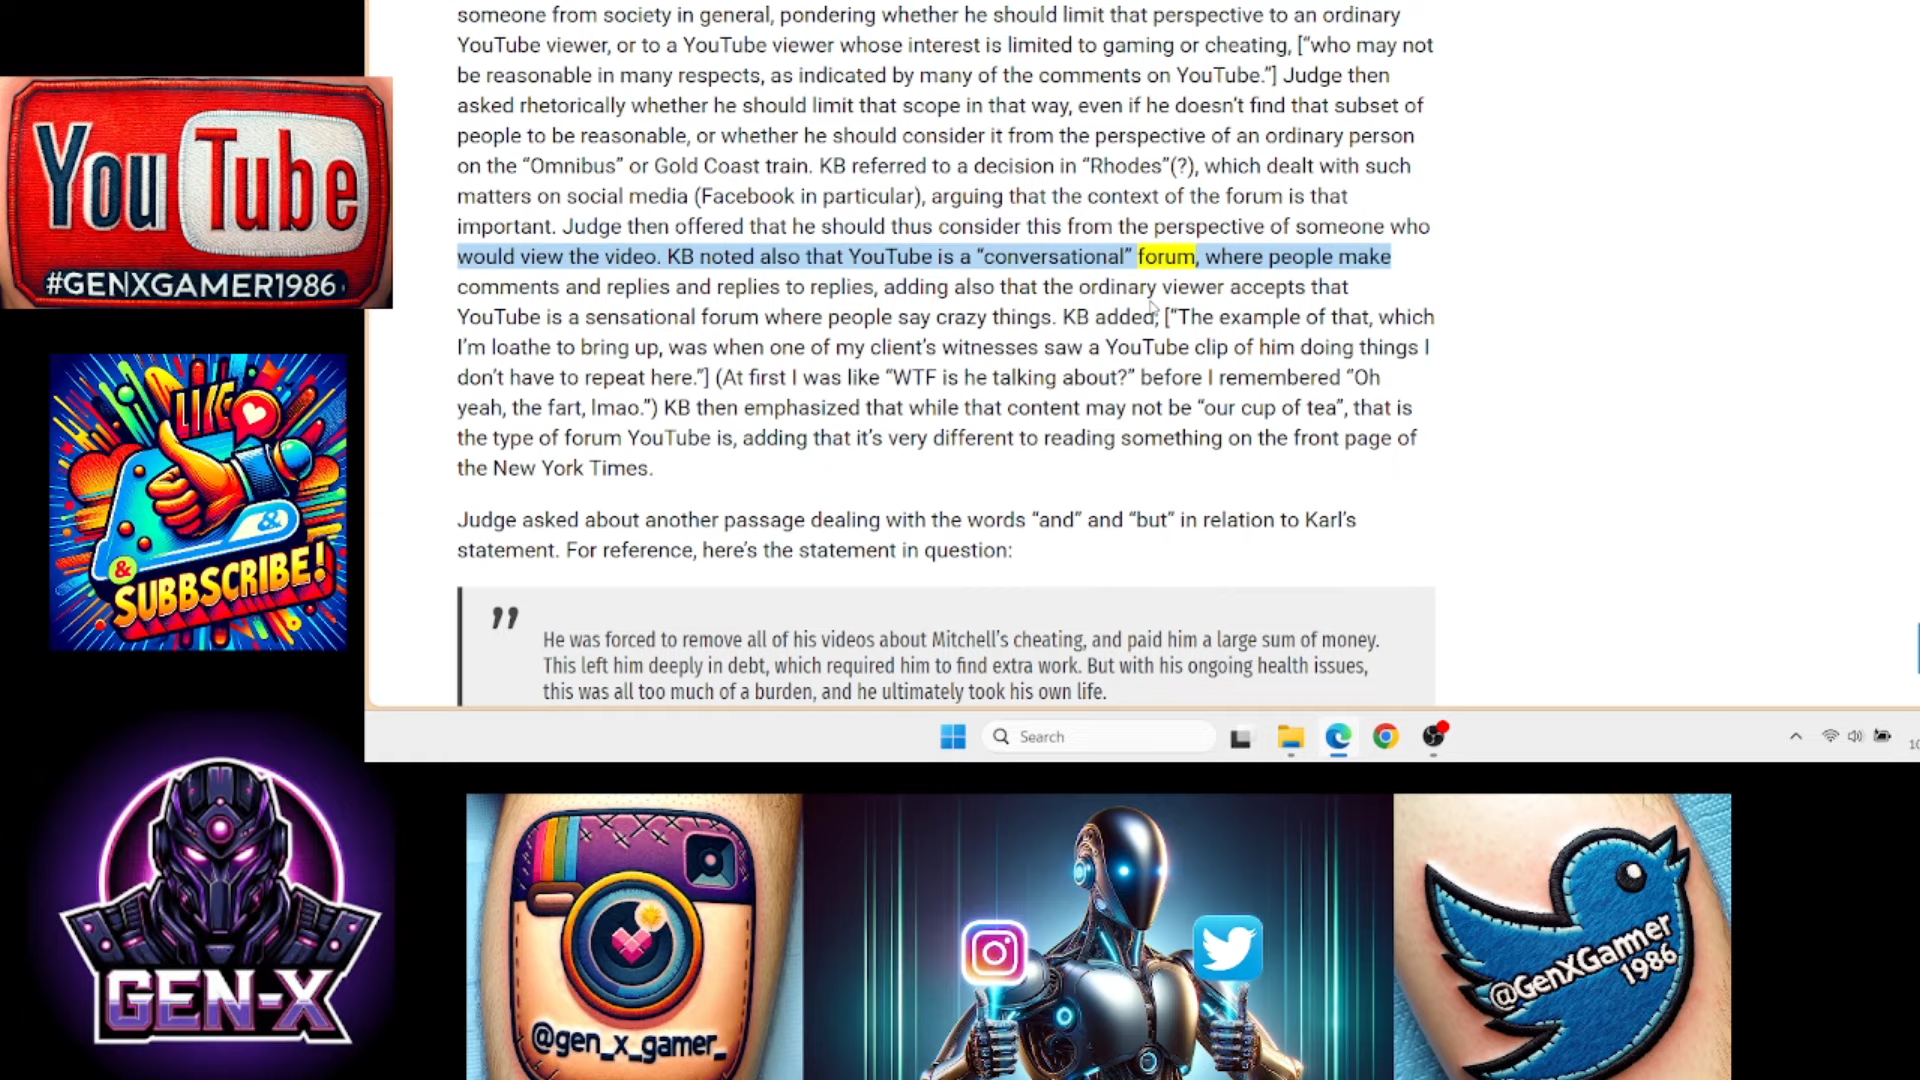 someone from society in general, pondering whether he should limit that perspective to an ordinary
YouTube viewer, or to a YouTube viewer whose interest is limited to gaming or cheating, [“who may not
be reasonable in many respects, as indicated by many of the comments on YouTube.”] Judge then
asked rhetorically whether he should limit that scope in that way, even if he doesn’t find that subset of
people to be reasonable, or whether he should consider it from the perspective of an ordinary person
on the “Omnibus” or Gold Coast train. KB referred to a decision in “Rhodes”(?), which dealt with such
matters on social media (Facebook in particular), arguing that the context of the forum is that
important. Judge then offered that he should thus consider this from the perspective of someone who
would view the video. KB noted also that YouTube is a “conversational” forum, where people make
comments and replies and replies to replies, adding also that the ordinary viewer accepts that
YouTube is a sensational forum where people say crazy things. KB added, [“The example of that, which
I’m loathe to bring up, was when one of my client’s witnesses saw a YouTube clip of him doing things I
don’t have to repeat here.”] (At first I was like “WTF is he talking about?” before I remembered “Oh
yeah, the fart, lmao.”) KB then emphasized that while that content may not be “our cup of tea”, that is
the type of forum YouTube is, adding that it’s very different to reading something on the front page of
the New York Times.
Judge asked about another passage dealing with the words “and” and “but” in relation to Karl’s
statement. For reference, here’s the statement in question:
”
He was forced to remove all of his videos about Mitchell’s cheating, and paid him a large sum of money.
This left him deeply in debt, which required him to find extra work. But with his ongoing health issues,
this was all too much of a burden, and he ultimately took his own life.
Search
10
YouTube
#GENXGAMER1986
LIKE
&
&
SUBBSCRIBE!
GEN-X
@gen_x_gamer_
@GenXGamer
1986